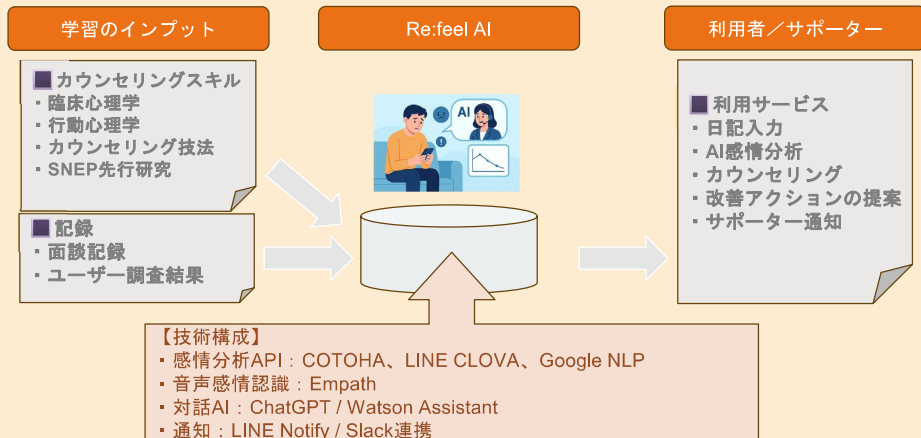 学習のインプット
Re:feel AI
利用者／サポーター
■カウンセリングスキル
・臨床心理学
・行動心理学
・カウンセリング技法
・SNEP先行研究
■記録
・面談記録
・ユーザー調査結果
AI
■利用サービス
・日記入力
・AI感情分析
・カウンセリング
・改善アクションの提案
・サポーター通知
【技術構成】
・感情分析API：COTOHA、LINE CLOVA、Google NLP
・音声感情認識：Empath
・対話AI：ChatGPT / Watson Assistant
・通知：LINE Notify / Slack連携